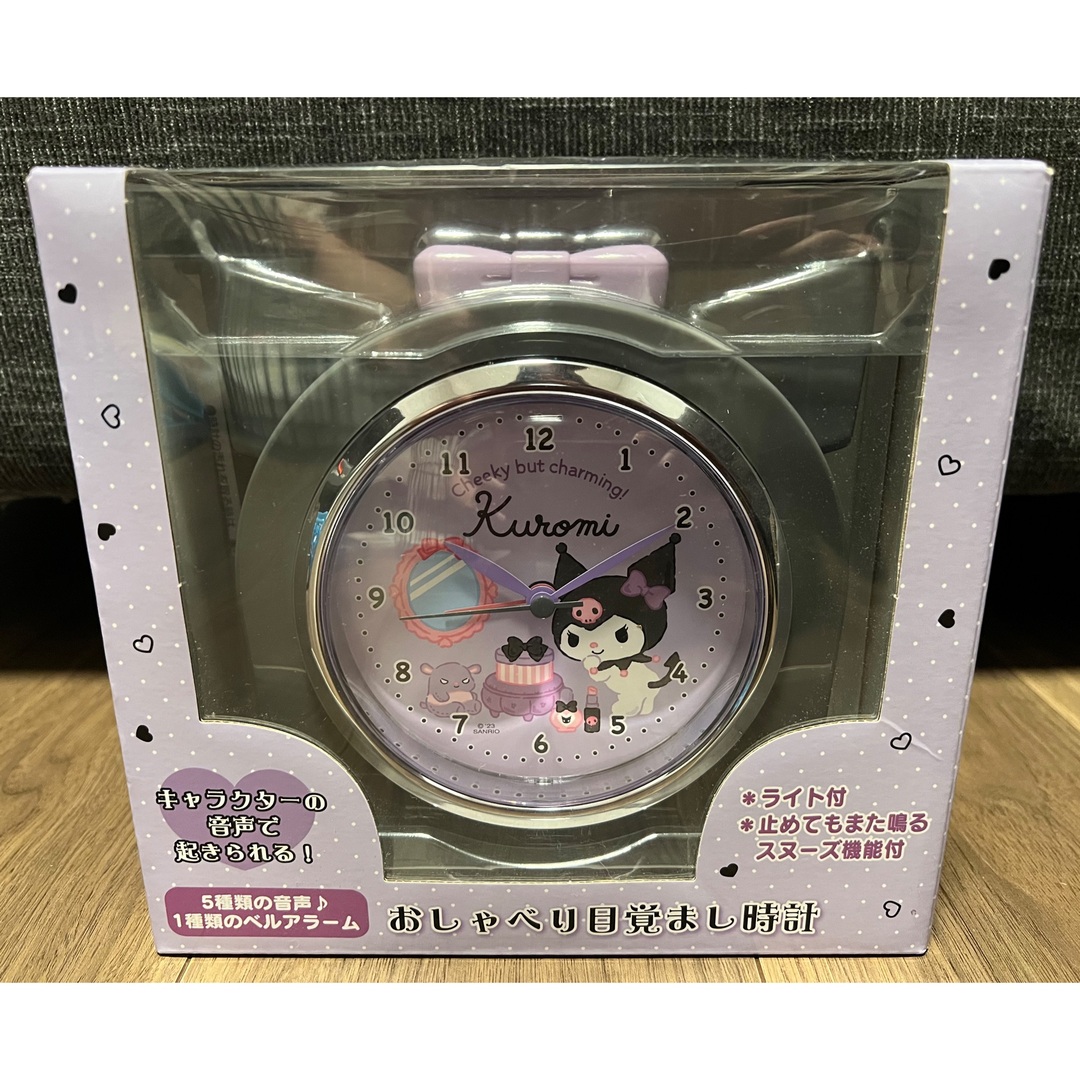 12
11
1
Cheeky but charming!
Kuromi
10
2
9
3
8
4
7
5
6
© '23
SANRIO
キャラクターの
音声で
起きられる!
5種類の音声♪
1種類のベルアラーム
*ライト付
*止めてもまた鳴る
スヌーズ機能付
おしゃべり目覚まし時計